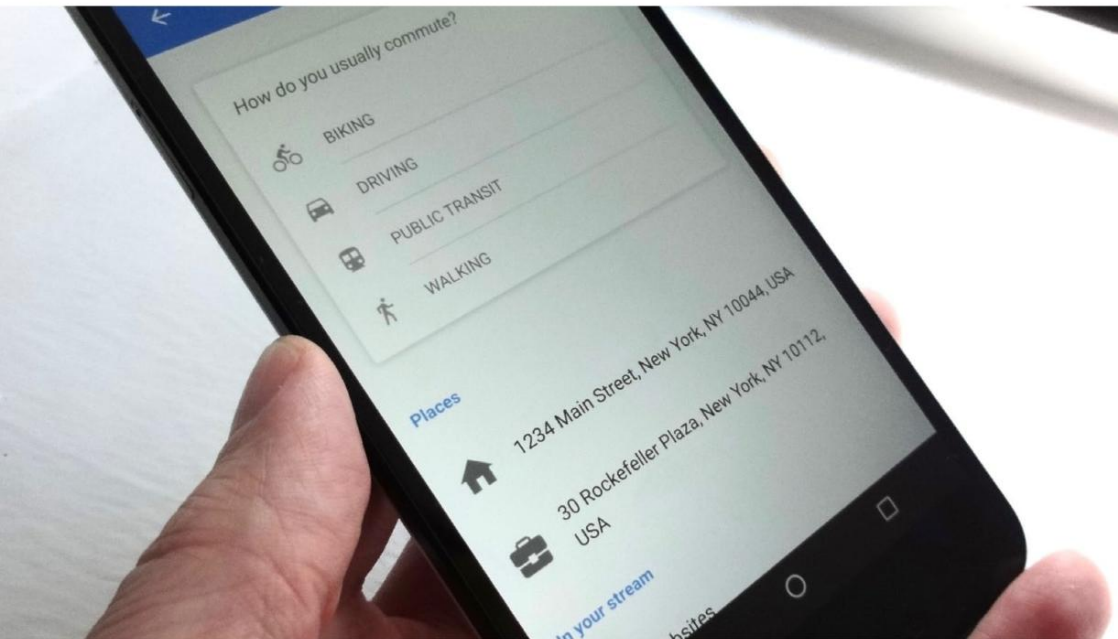 How do you usually commute?
BIKING
DRIVING
PUBLIC TRANSIT
WALKING
Places
1234 Main Street, New York, NY 10044, USA
30 Rockefeller Plaza, New York, NY 10112,
USA
In your stream